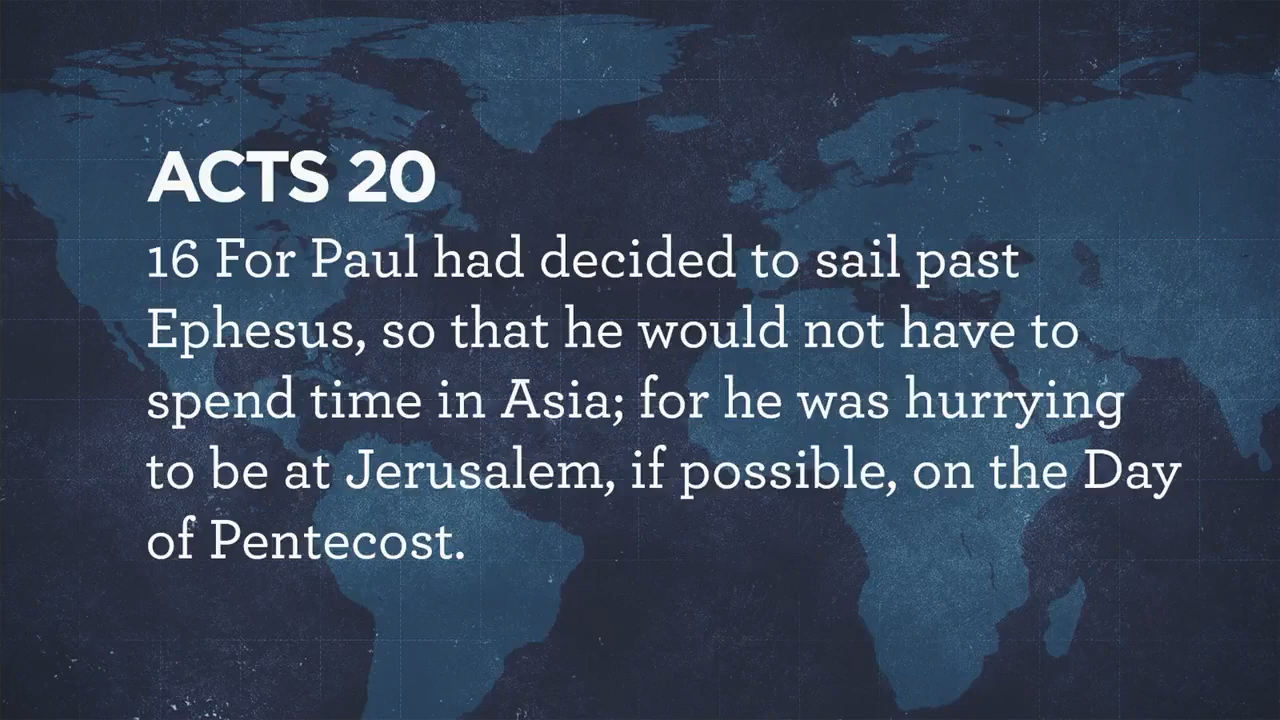 ACTS 20
16 For Paul had decided to sail past
Ephesus, so that he would not have to
spend time in Asia; for he was hurrying
to be at Jerusalem, if possible, on the Day
of Pentecost.